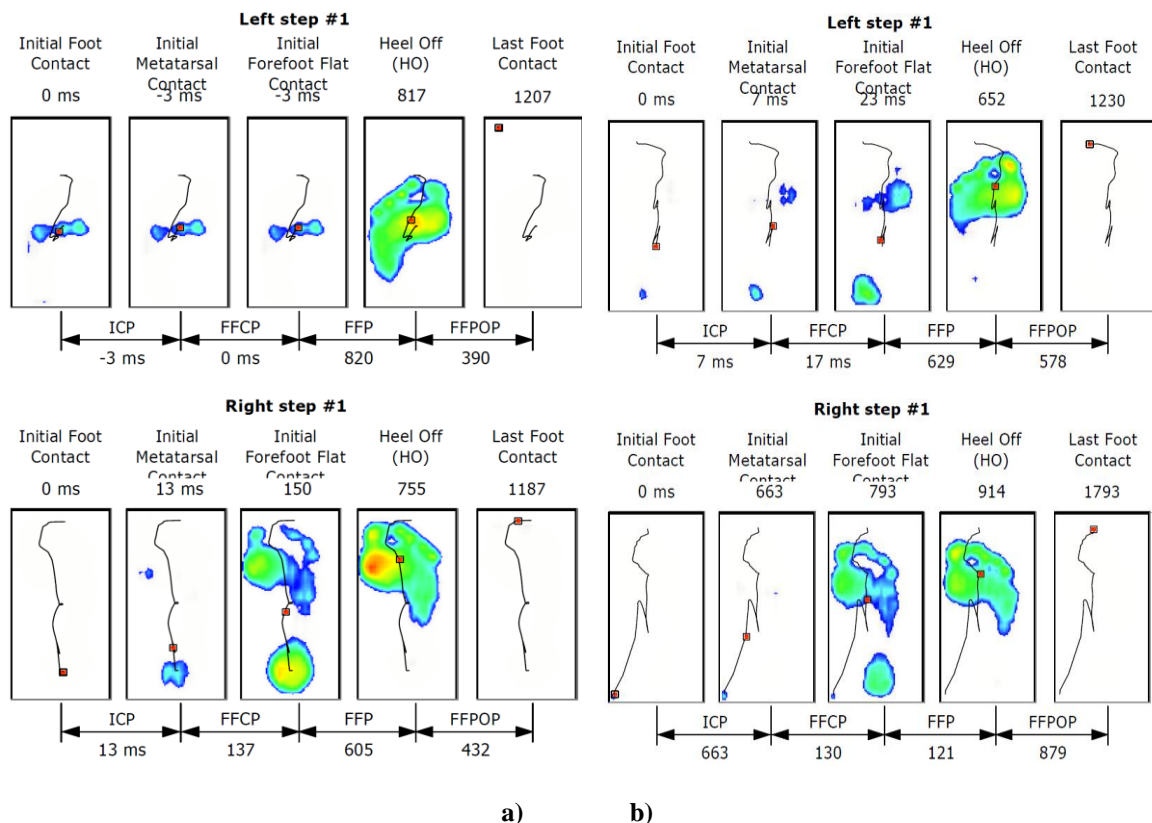 Left step #1
Initial Foot Contact
Initial Metatarsal Contact
Initial Forefoot Flat Contact
Heel Off (HO)
Last Foot Contact
0 ms
-3 ms
-3 ms
817
1207
ICP
FFCP
FFP
FFPOP
-3 ms
0 ms
820
390
Right step #1
Initial Foot Contact
Initial Metatarsal Contact
Initial Forefoot Flat Contact
Heel Off (HO)
Last Foot Contact
0 ms
13 ms
150
755
1187
ICP
FFCP
FFP
FFPOP
13 ms
137
605
432
a)
Left step #1
Initial Foot Contact
Initial Metatarsal Contact
Initial Forefoot Flat Contact
Heel Off (HO)
Last Foot Contact
0 ms
7 ms
23 ms
652
1230
ICP
FFCP
FFP
FFPOP
7 ms
17 ms
629
578
Right step #1
Initial Foot Contact
Initial Metatarsal Contact
Initial Forefoot Flat Contact
Heel Off (HO)
Last Foot Contact
0 ms
663
793
914
1793
ICP
FFCP
FFP
FFPOP
663
130
121
879
b)